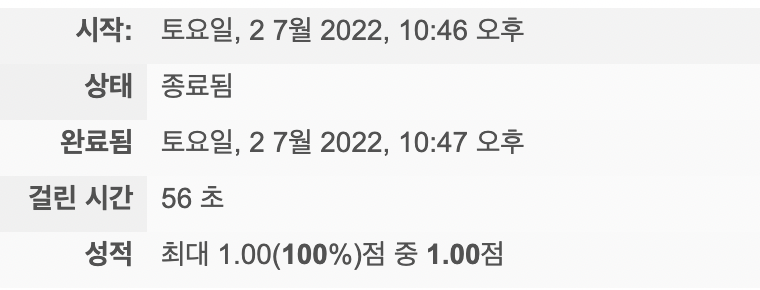 시작: 토요일, 2 7월 2022, 10:46 오후
상태 종료됨
완료됨 토요일, 2 7월 2022, 10:47 오후
걸린 시간 56 초
성적 최대 1.00(100%)점 중 1.00점